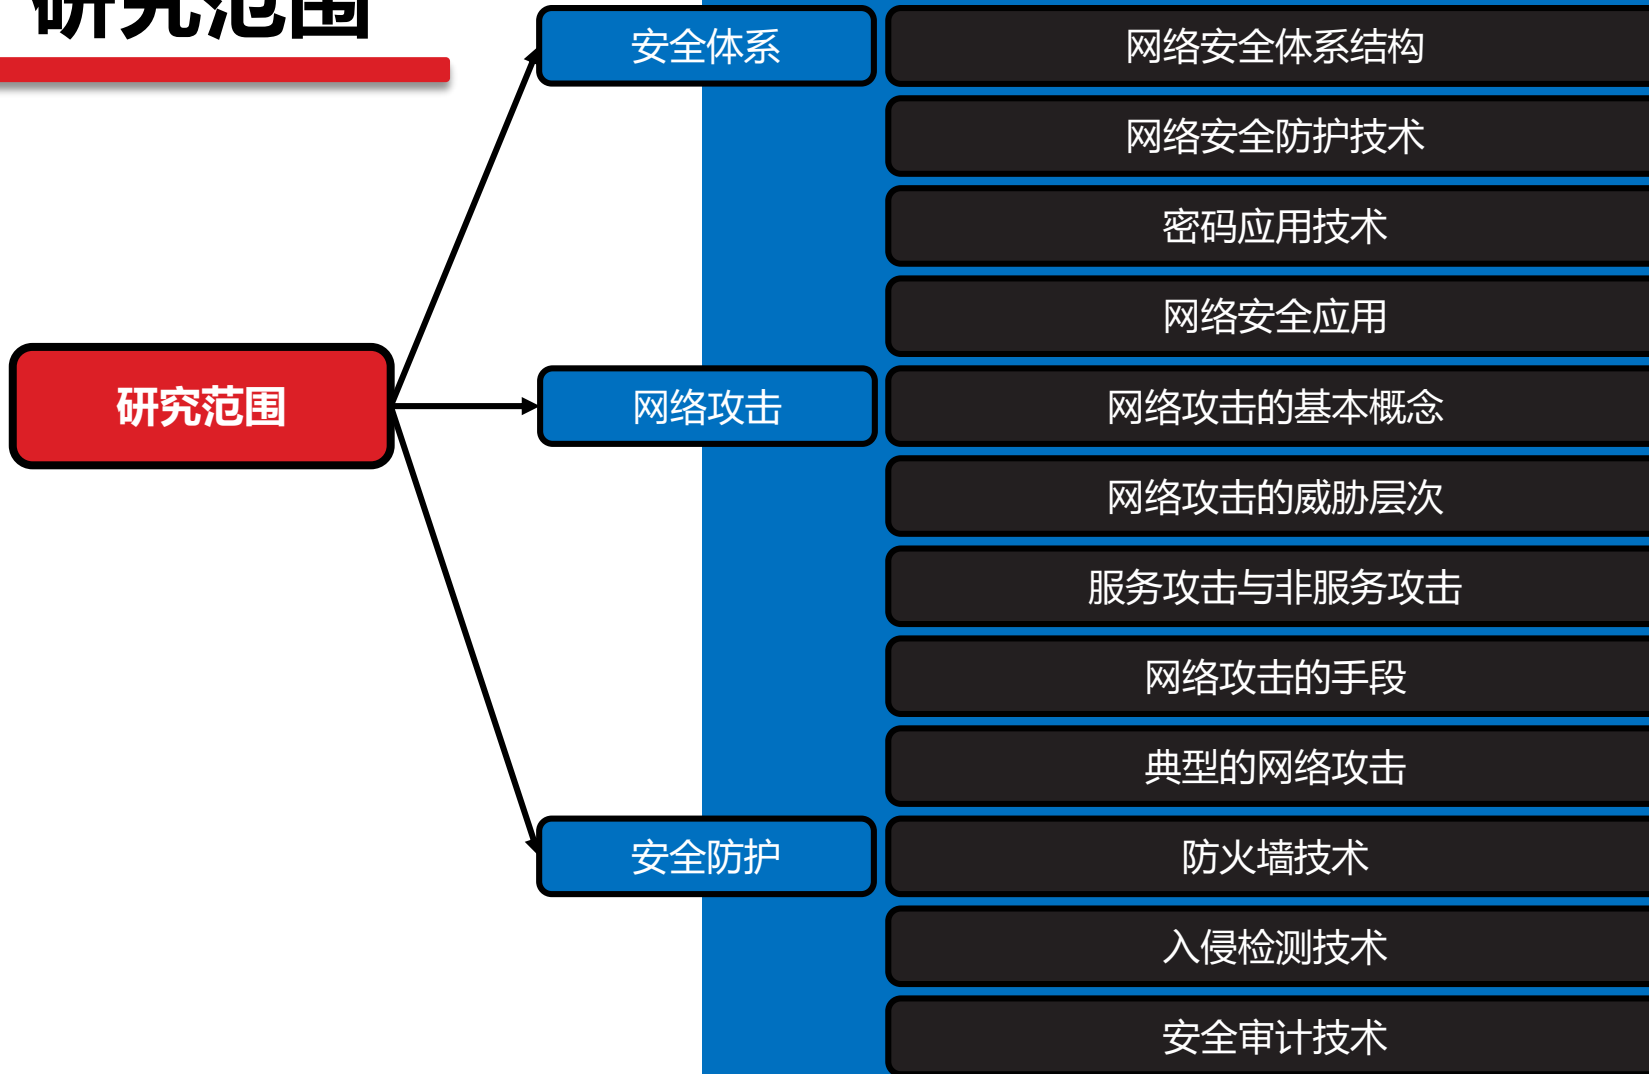 研究范围
安全体系
网络安全体系结构
网络安全防护技术
密码应用技术
网络安全应用
研究范围
网络攻击
网络攻击的基本概念
网络攻击的威胁层次
服务攻击与非服务攻击
网络攻击的手段
典型的网络攻击
安全防护
防火墙技术
入侵检测技术
安全审计技术